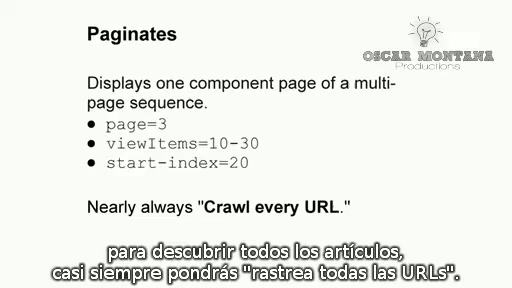 Paginates
OSCAR MONTANA
Productions
Displays one component page of a multi-
page sequence.
● page=3
● viewItems=10-30
● start-index=20
Nearly always "Crawl every URL."
para descubrir todos los artículos,
casi siempre pondrás "rastrea todas las URLs".